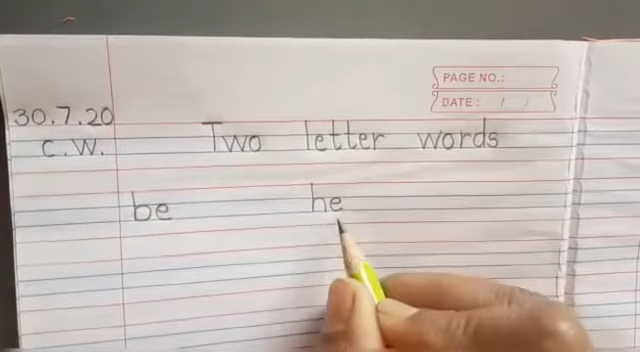 PAGE NO.:
DATE: / /
30.7.20
C.W. Two letter words
be he